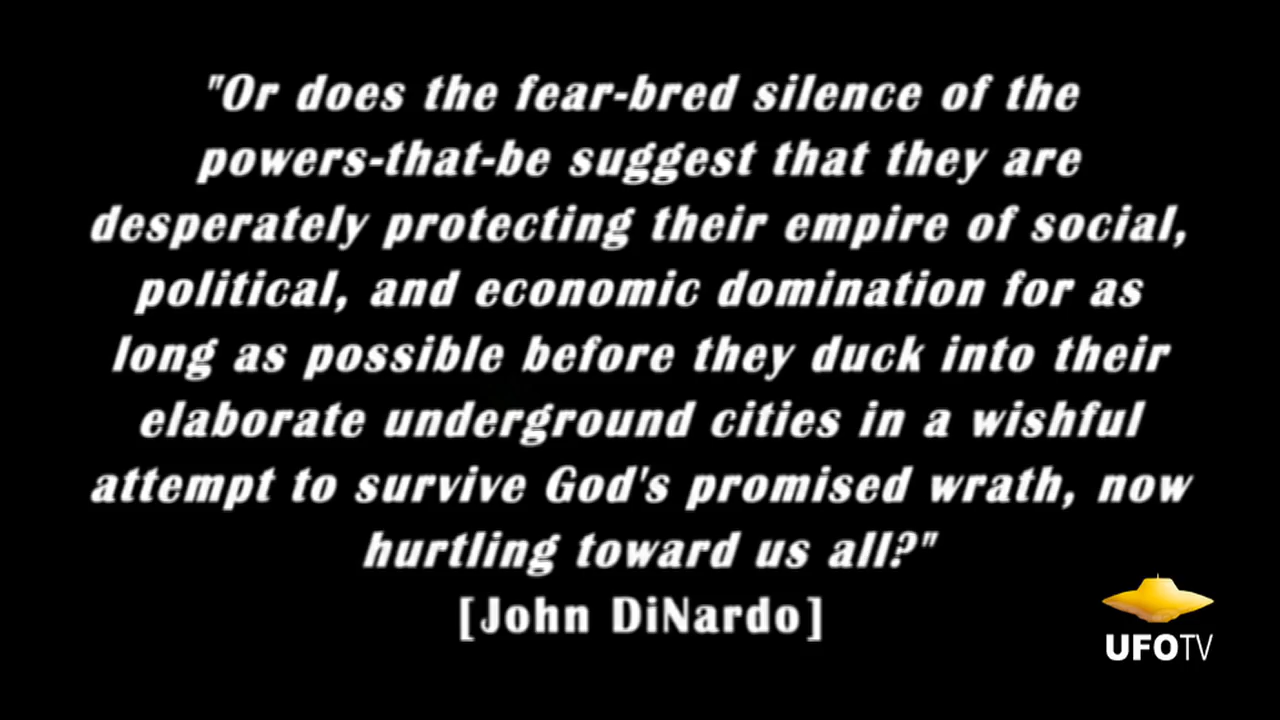 "Or does the fear-bred silence of the
powers-that-be suggest that they are
desperately protecting their empire of social,
political, and economic domination for as
long as possible before they duck into their
elaborate underground cities in a wishful
attempt to survive God's promised wrath, now
hurtling toward us all?"
[John DiNardo]
UFOTV